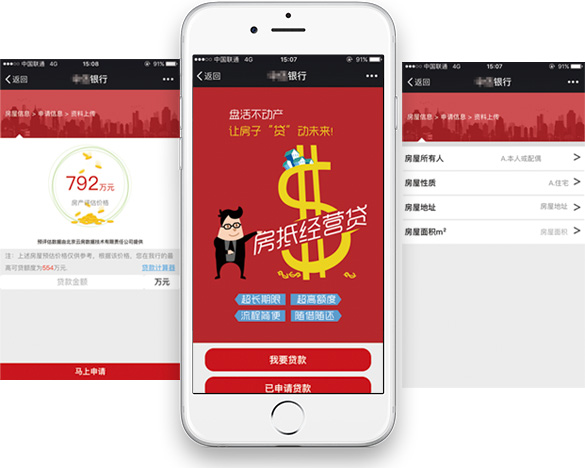 中国联通 4G 15:08 91%
返回 银行
房屋信息 > 申请信息 > 资料上传
792万元
房产评估价格
预评估数据由北京云房数据技术有限责任公司提供
注：上述房屋预估价格仅供参考，根据该价格，您在我行的最
高可贷额度为554万元. 贷款计算器
贷款金额 万元
马上申请
中国联通 4G 15:07 91%
返回 银行
盘活不动产
让房子“贷”动未来!
房抵经营贷
超长期限 超高额度
流程简便 随借随还
我要贷款
已申请贷款
中国联通 4G 15:07 91%
返回 银行
房屋信息 > 申请信息 > 资料上传
房屋所有人 A.本人或配偶 >
房屋性质 A.住宅 >
房屋地址 房屋地址 >
房屋面积m² 房屋面积 >